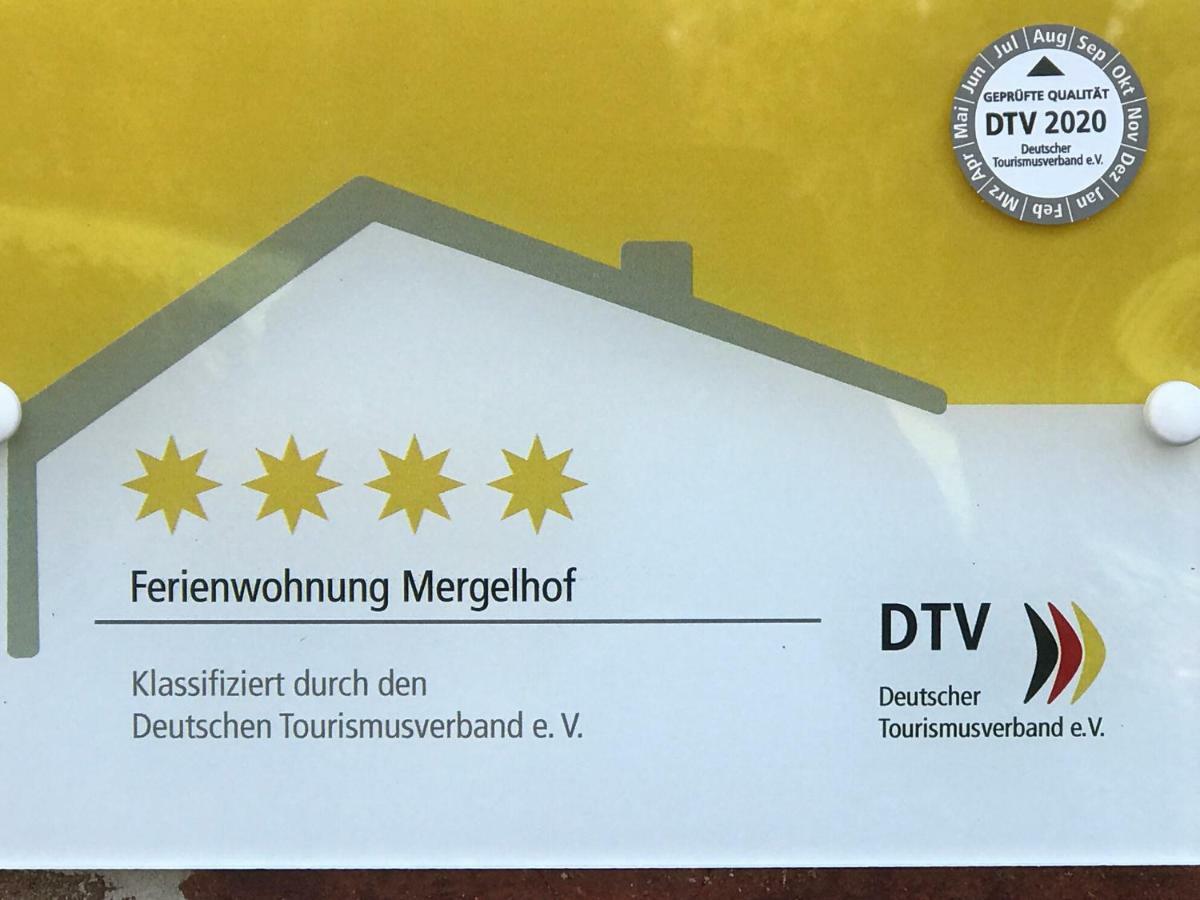 Jan Feb Mrz Apr Mai Jun Jul Aug Sep Okt Nov Dez
GEPRÜFTE QUALITÄT
DTV 2020
Deutscher
Tourismusverband e.V.
Ferienwohnung Mergelhof
Klassifiziert durch den
Deutschen Tourismusverband e. V.
DTV
Deutscher
Tourismusverband e.V.